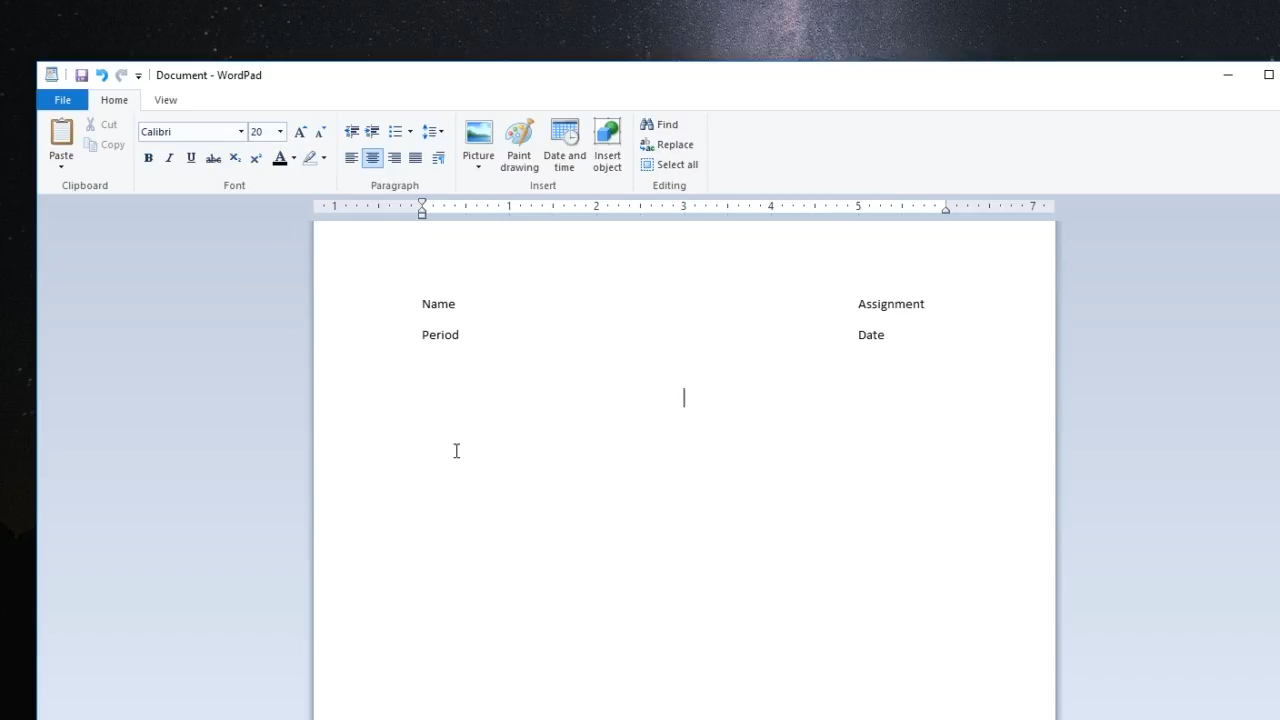 Document - WordPad
File Home View
Paste
Cut
Copy
Clipboard
Calibri 20
Font
Paragraph
Picture
Paint drawing
Date and time
Insert object
Insert
Find
Replace
Select all
Editing
1 1 2 3 4 5 7
Name Assignment
Period Date